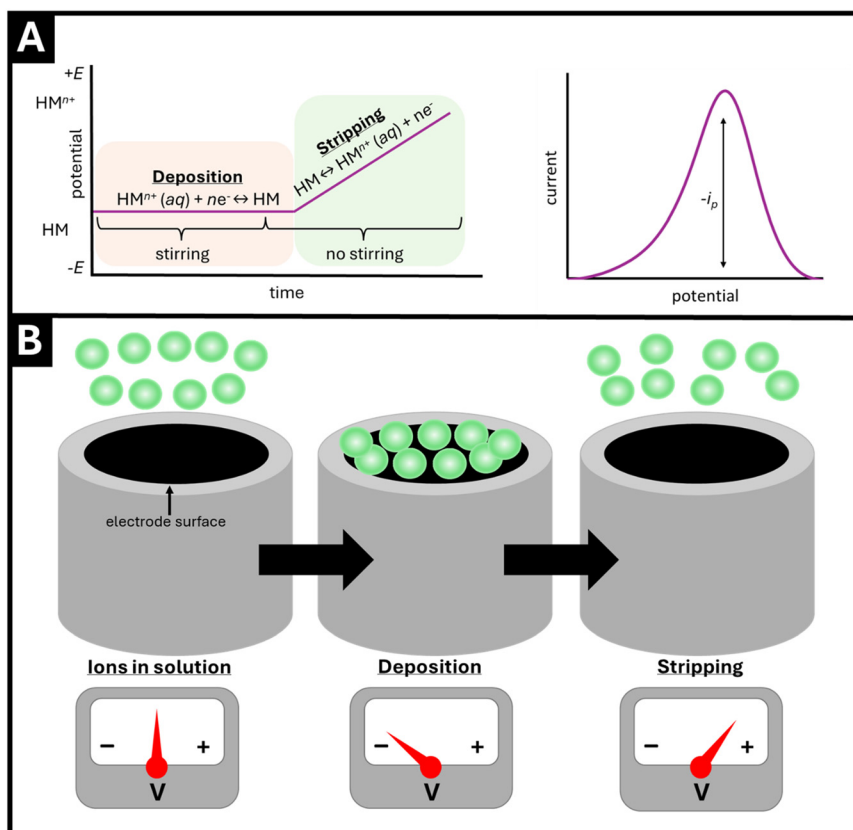 A
+E
HMⁿ⁺
potential
HM
-E
Deposition
HMⁿ⁺ (aq) + ne⁻ ↔ HM
Stripping
HM ↔ HMⁿ⁺ (aq) + ne⁻
stirring
no stirring
time
current
-iₚ
potential
B
electrode surface
Ions in solution
Deposition
Stripping
− +
V
− +
V
− +
V